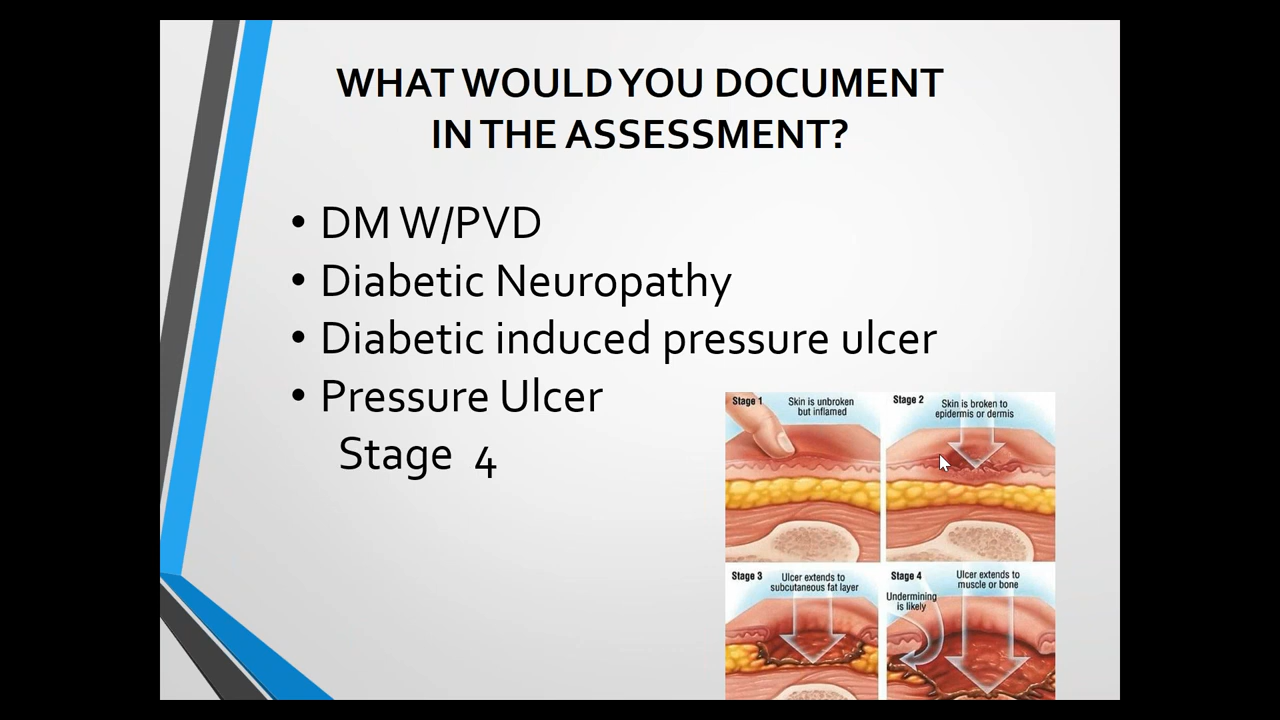 WHAT WOULD YOU DOCUMENT
IN THE ASSESSMENT?
• DM W/PVD
• Diabetic Neuropathy
• Diabetic induced pressure ulcer
• Pressure Ulcer
Stage 4
Stage 1
Skin is unbroken
but inflamed
Stage 2
Skin is broken to
epidermis or dermis
Stage 3
Ulcer extends to
subcutaneous fat layer
Stage 4
Ulcer extends to
muscle or bone
Undermining
is likely